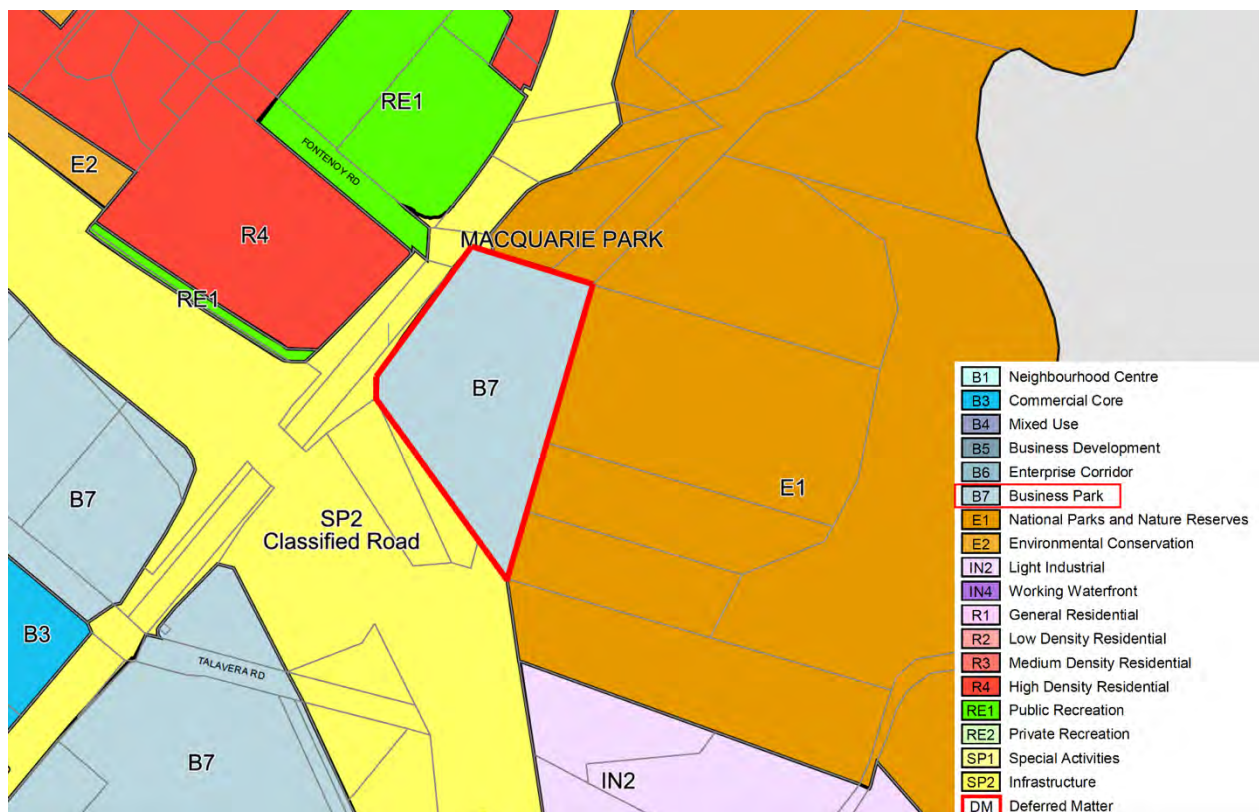 RE1
FONTENOY RD
E2
R4
MACQUARIE PARK
RE1
B7
E1
B7
SP2
Classified Road
B3
TALAVERA RD
B7
IN2
B1 Neighbourhood Centre
B3 Commercial Core
B4 Mixed Use
B5 Business Development
B6 Enterprise Corridor
B7 Business Park
E1 National Parks and Nature Reserves
E2 Environmental Conservation
IN2 Light Industrial
IN4 Working Waterfront
R1 General Residential
R2 Low Density Residential
R3 Medium Density Residential
R4 High Density Residential
RE1 Public Recreation
RE2 Private Recreation
SP1 Special Activities
SP2 Infrastructure
DM Deferred Matter